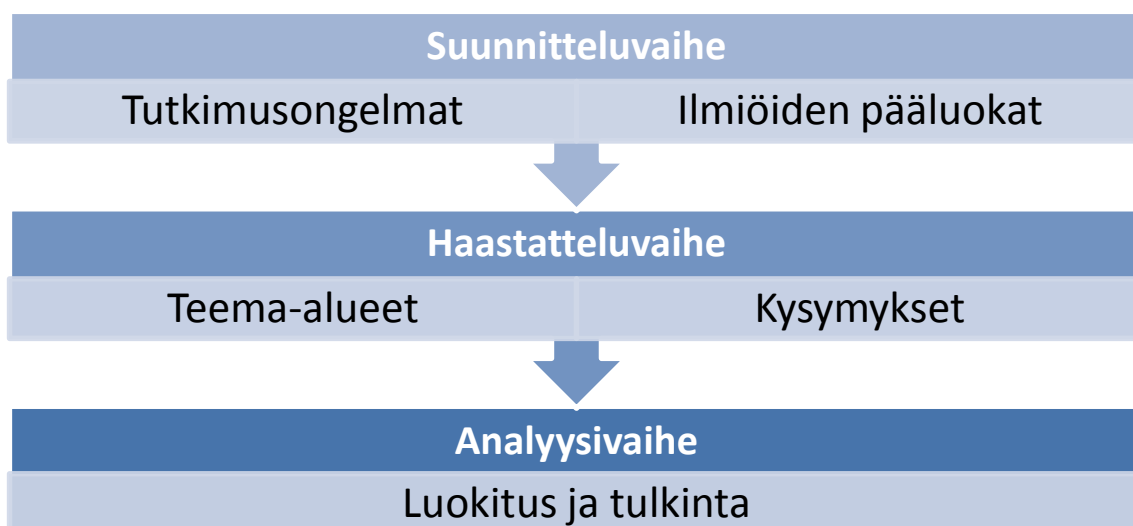 Suunnitteluvaihe
Tutkimusongelmat Ilmiöiden pääluokat
Haastatteluvaihe
Teema-alueet Kysymykset
Analyysivaihe
Luokitus ja tulkinta